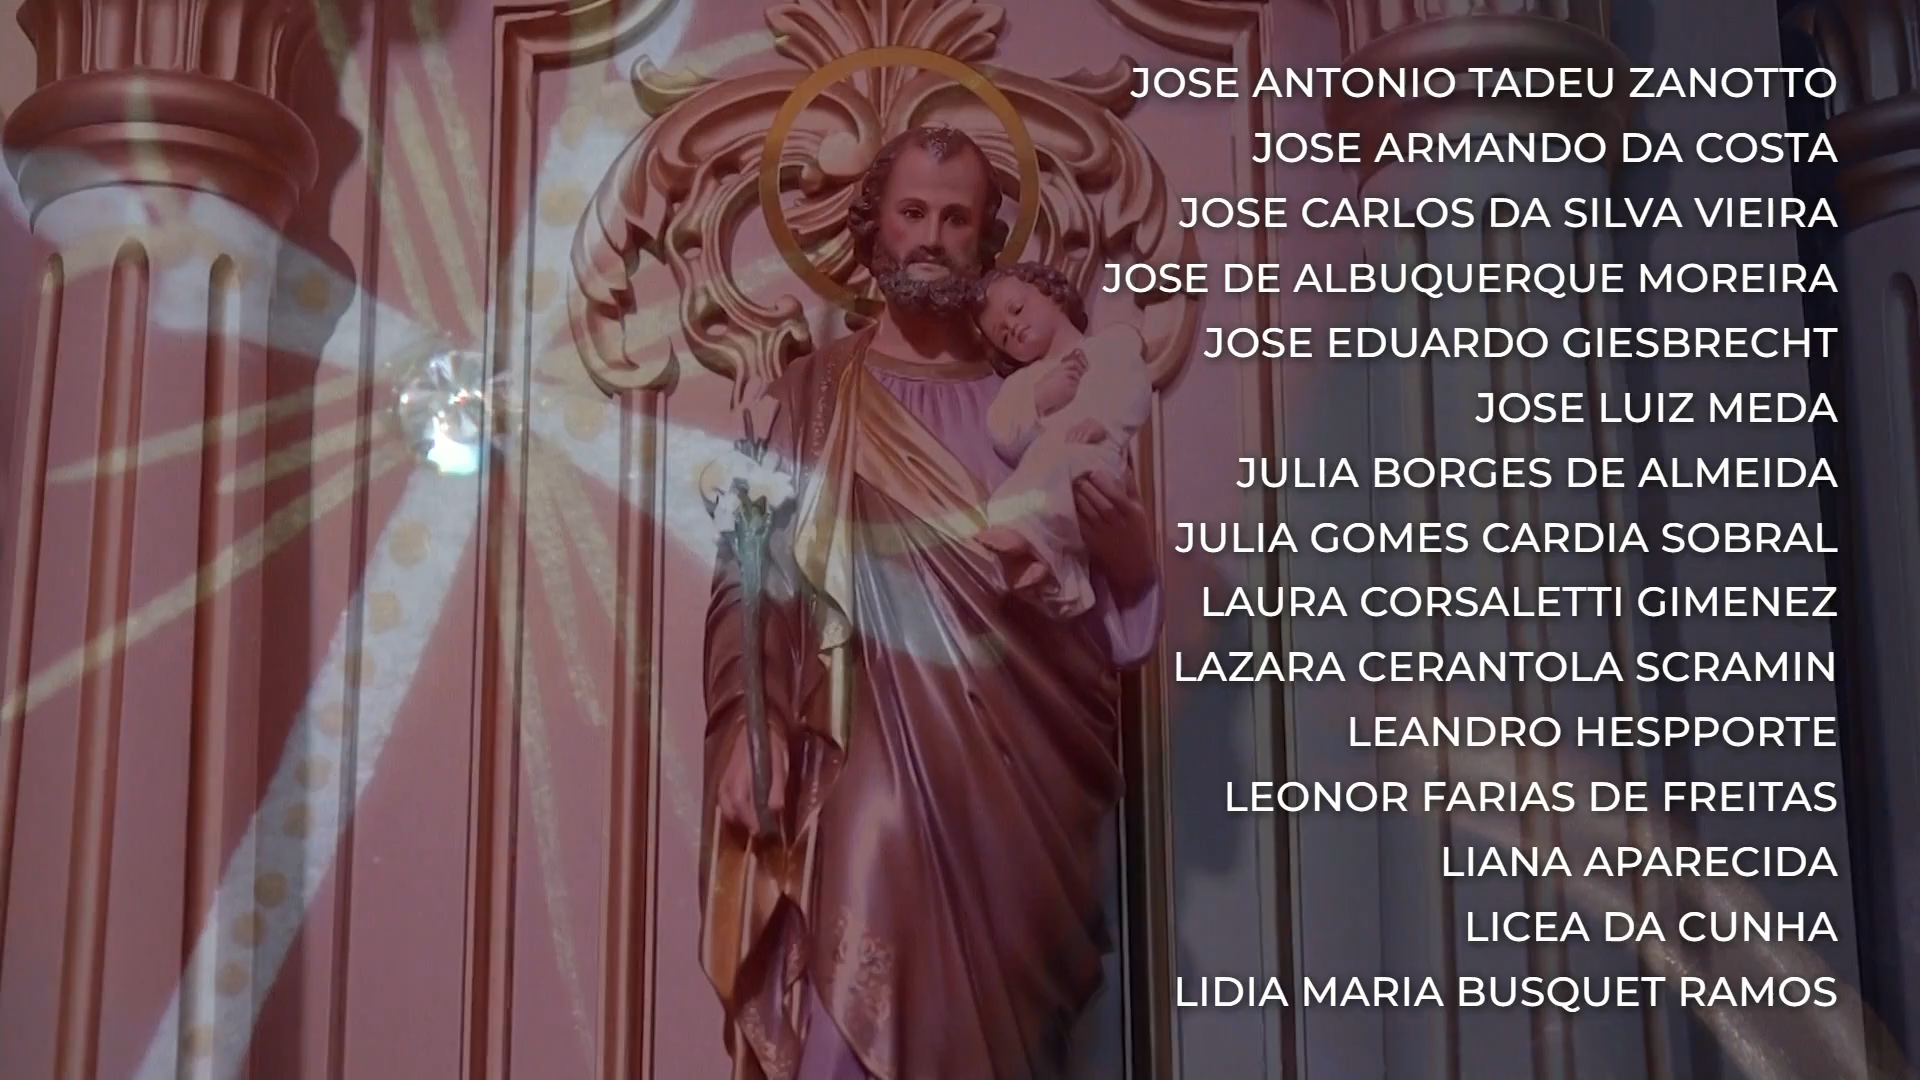 JOSE ANTONIO TADEU ZANOTTO
JOSE ARMANDO DA COSTA
JOSE CARLOS DA SILVA VIEIRA
JOSE DE ALBUQUERQUE MOREIRA
JOSE EDUARDO GIESBRECHT
JOSE LUIZ MEDA
JULIA BORGES DE ALMEIDA
JULIA GOMES CARDIA SOBRAL
LAURA CORSALETTI GIMENEZ
LAZARA CERANTOLA SCRAMIN
LEANDRO HESPPORTE
LEONOR FARIAS DE FREITAS
LIANA APARECIDA
LICEA DA CUNHA
LIDIA MARIA BUSQUET RAMOS